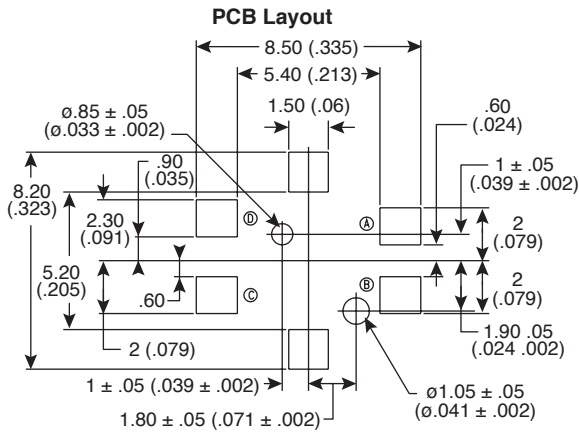 PCB Layout
8.50 (.335)
5.40 (.213)
1.50 (.06)
ø.85 ± .05
(ø.033 ± .002)
.60
(.024)
.90
(.035)
1 ± .05
(.039 ± .002)
8.20
(.323)
2.30
(.091)
D
A
2
(.079)
5.20
(.205)
.60
C
B
2
(.079)
1.90 .05
(.024 .002)
2 (.079)
1 ± .05 (.039 ± .002)
ø1.05 ± .05
(ø.041 ± .002)
1.80 ± .05 (.071 ± .002)